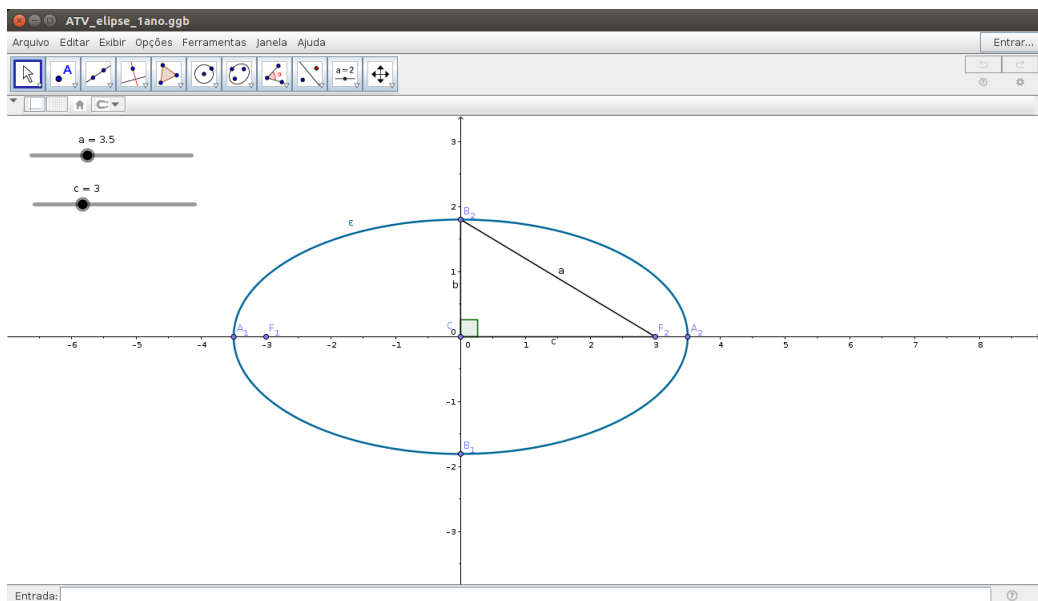 ATV_elipse_1ano.ggb
Arquivo Editar Exibir Opções Ferramentas Janela Ajuda
Entrar...
A
α
a=2
a = 3.5
c = 3
3
2
B₂
ε
1
a
b
C
0
A₁
F₁
F₂
A₂
-6
-5
-4
-3
-2
-1
0
1
c
2
3
4
5
6
7
8
-1
B₁
-2
-3
Entrada: